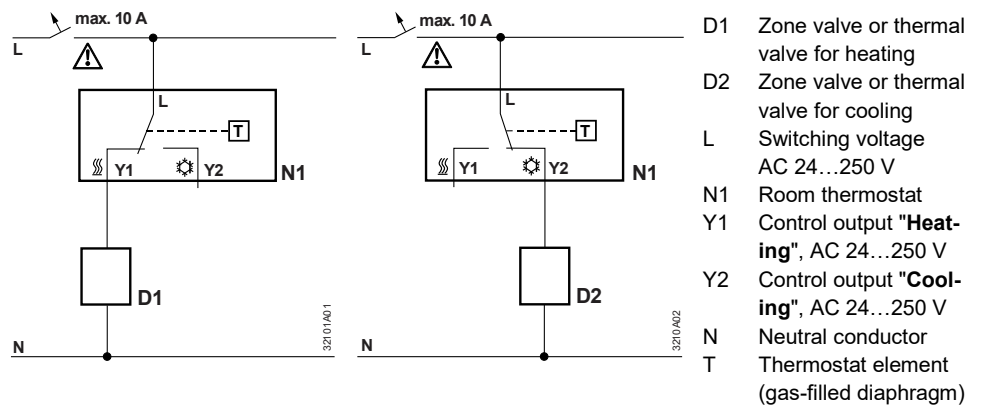 max. 10 A
L
L
T
Y1
Y2
N1
D1
N
32101A01
max. 10 A
L
L
T
Y1
Y2
N1
D2
N
3210A02
D1 Zone valve or thermal
valve for heating
D2 Zone valve or thermal
valve for cooling
L Switching voltage
AC 24…250 V
N1 Room thermostat
Y1 Control output "Heat-
ing", AC 24…250 V
Y2 Control output "Cool-
ing", AC 24…250 V
N Neutral conductor
T Thermostat element
(gas-filled diaphragm)